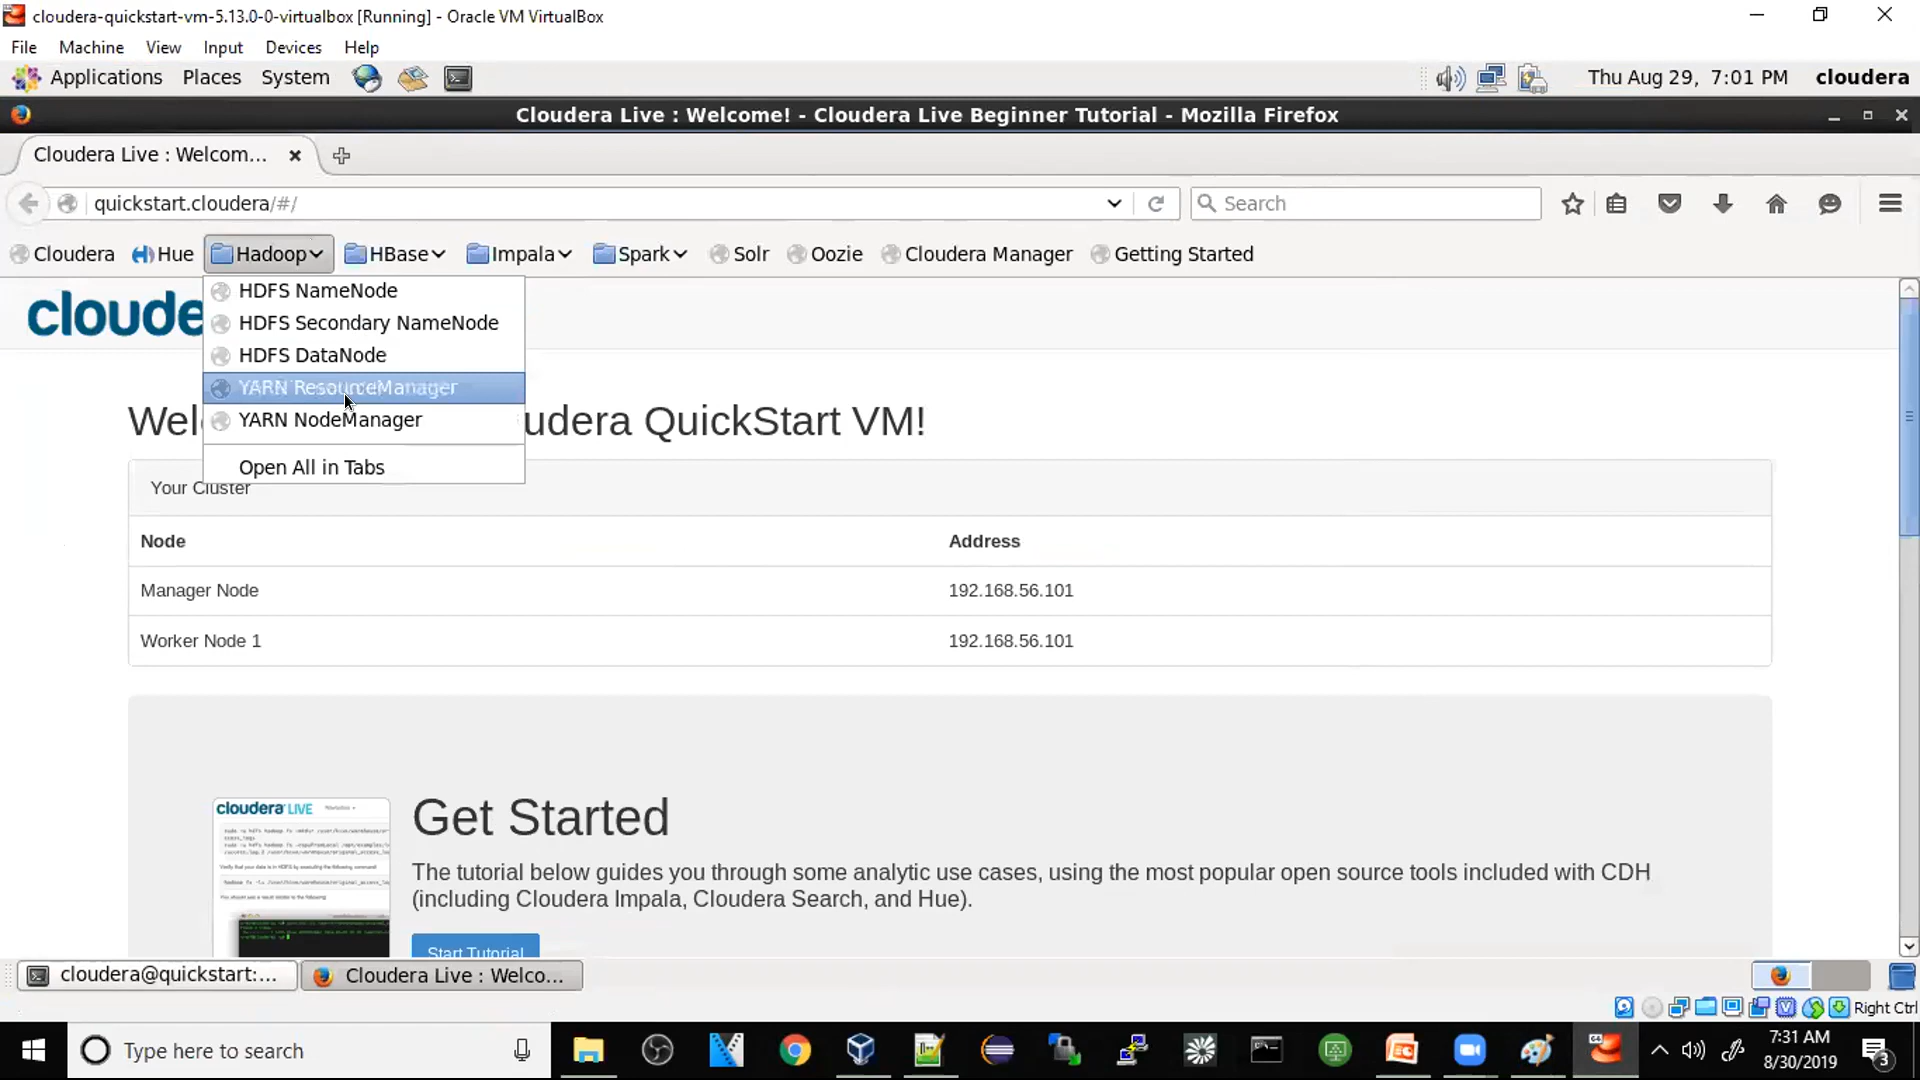 cloudera-quickstart-vm-5.13.0-0-virtualbox [Running] - Oracle VM VirtualBox
File Machine View Input Devices Help
Applications Places System Thu Aug 29, 7:01 PM cloudera
Cloudera Live : Welcome! - Cloudera Live Beginner Tutorial - Mozilla Firefox
Cloudera Live : Welcom...
quickstart.cloudera/#/ Search
Cloudera Hue Hadoop HBase Impala Spark Solr Oozie Cloudera Manager Getting Started
HDFS NameNode
HDFS Secondary NameNode
HDFS DataNode
YARN ResourceManager
YARN NodeManager
Open All in Tabs
cloude
Wel udera QuickStart VM!
Your Cluster
Node Address
Manager Node 192.168.56.101
Worker Node 1 192.168.56.101
cloudera LIVE
Get Started
The tutorial below guides you through some analytic use cases, using the most popular open source tools included with CDH
(including Cloudera Impala, Cloudera Search, and Hue).
Start Tutorial
cloudera@quickstart:... Cloudera Live : Welco...
Right Ctrl
Type here to search
7:31 AM
8/30/2019
3